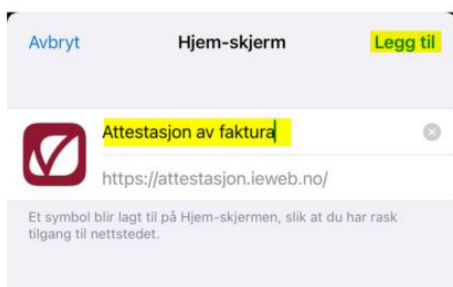 Avbryt Hjem-skjerm Legg til
Attestasjon av faktura
https://attestasjon.ieweb.no/
Et symbol blir lagt til på Hjem-skjermen, slik at du har rask
tilgang til nettstedet.